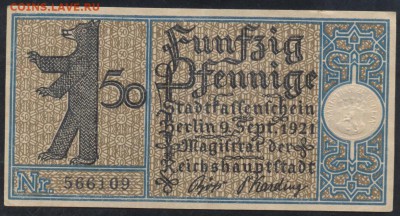 COINS.LAVE.RU
Funfzig
Pfennige
50
Stadtkassenschein
Berlin 9. Sept. 1921
Magistrat der
Reichshauptstadt
Nr. 566109